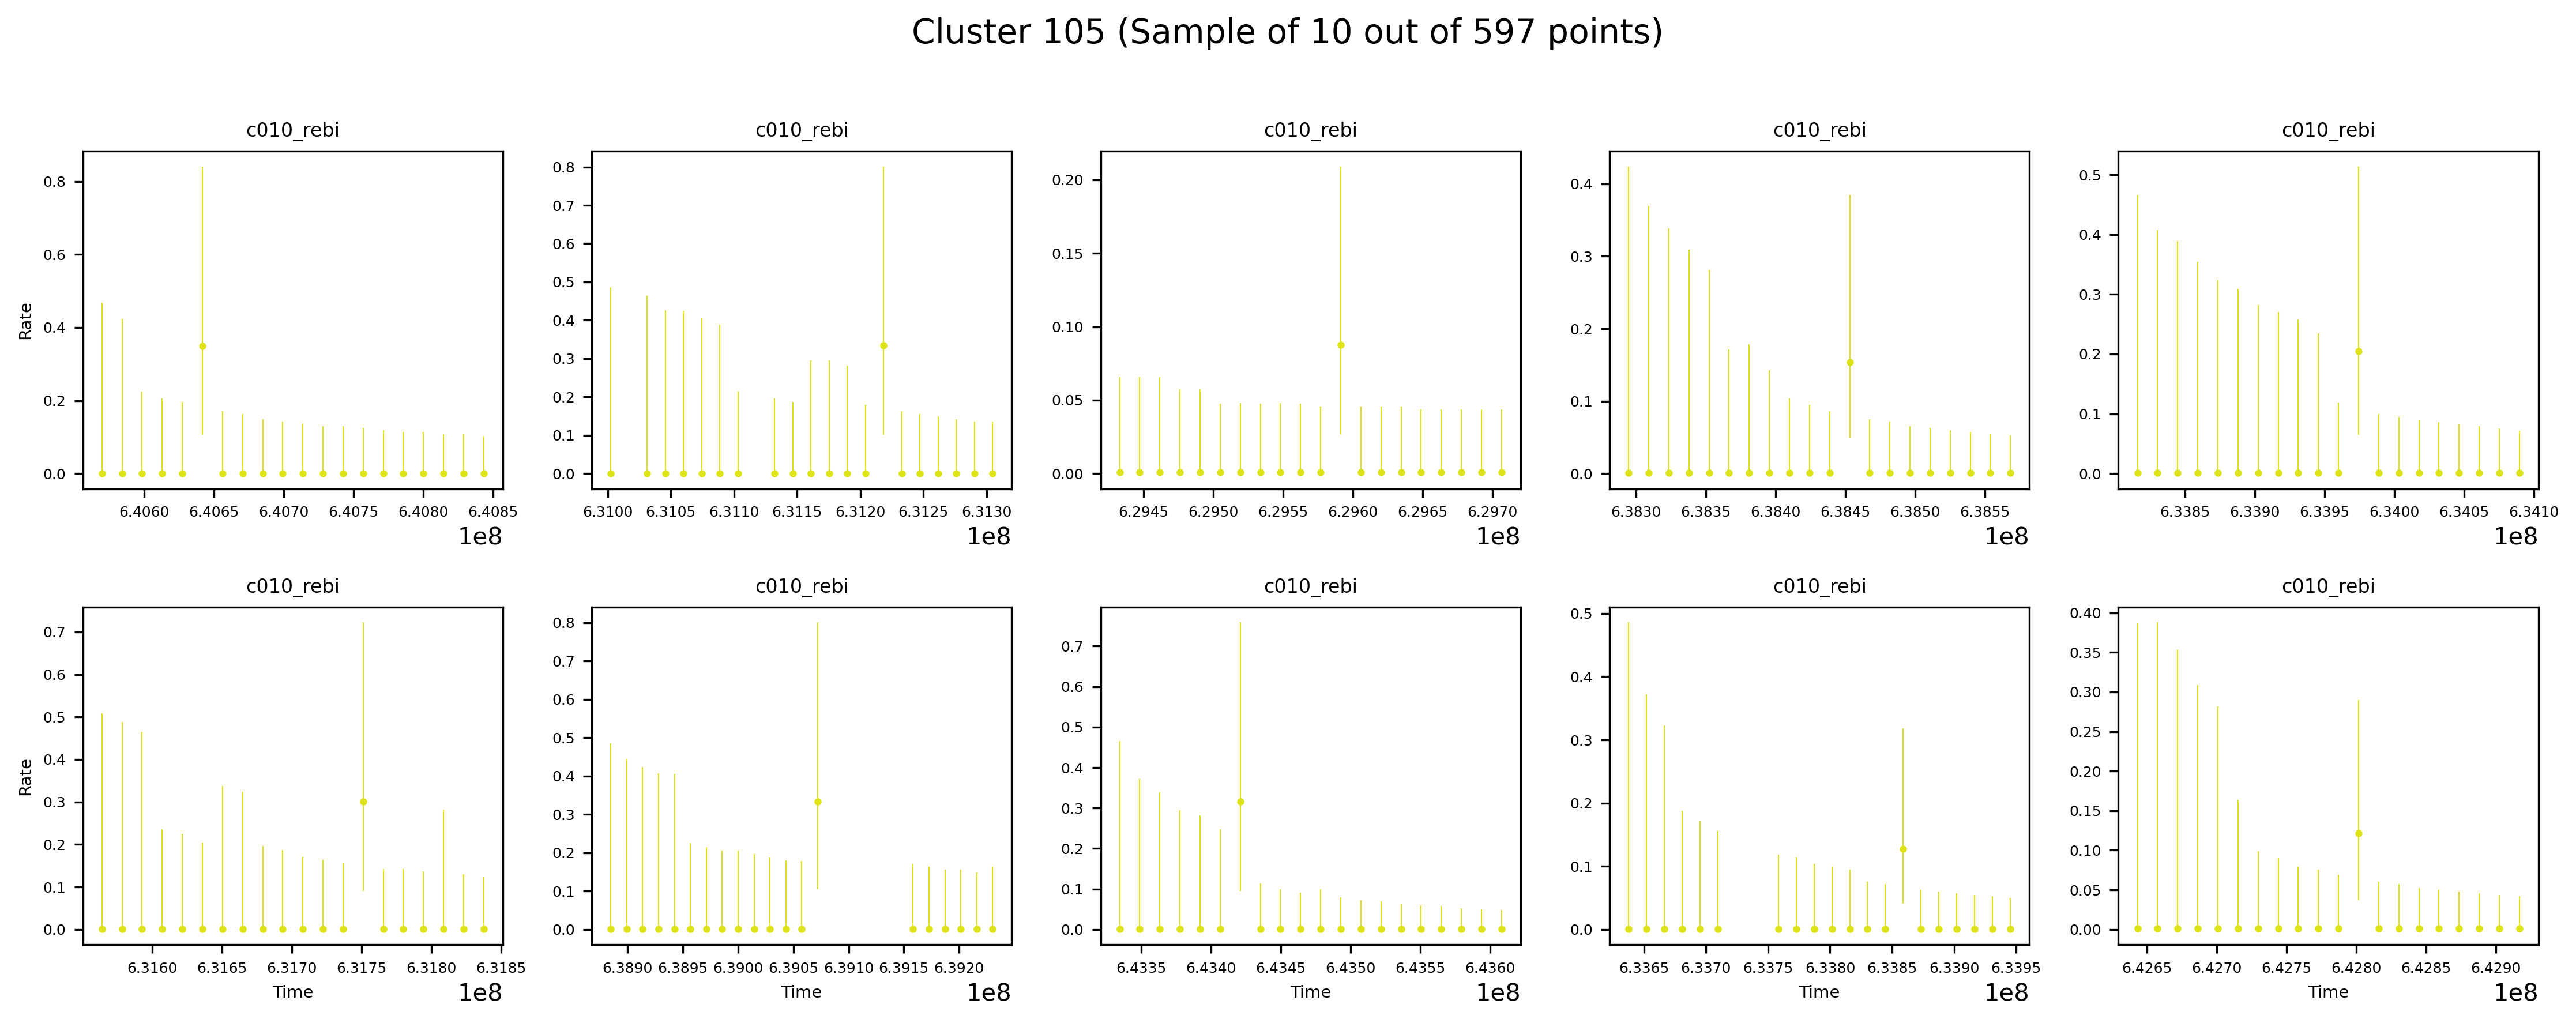 Cluster 105 (Sample of 10 out of 597 points)
c010_rebi c010_rebi c010_rebi c010_rebi c010_rebi
Rate
0.8 0.6 0.4 0.2 0.0
6.4060 6.4065 6.4070 6.4075 6.4080 6.4085
1e8
0.8 0.7 0.6 0.5 0.4 0.3 0.2 0.1 0.0
6.3100 6.3105 6.3110 6.3115 6.3120 6.3125 6.3130
1e8
0.20 0.15 0.10 0.05 0.00
6.2945 6.2950 6.2955 6.2960 6.2965 6.2970
1e8
0.4 0.3 0.2 0.1 0.0
6.3830 6.3835 6.3840 6.3845 6.3850 6.3855
1e8
0.5 0.4 0.3 0.2 0.1 0.0
6.3385 6.3390 6.3395 6.3400 6.3405 6.3410
1e8
c010_rebi c010_rebi c010_rebi c010_rebi c010_rebi
Rate
0.7 0.6 0.5 0.4 0.3 0.2 0.1 0.0
6.3160 6.3165 6.3170 6.3175 6.3180 6.3185
Time 1e8
0.8 0.7 0.6 0.5 0.4 0.3 0.2 0.1 0.0
6.3890 6.3895 6.3900 6.3905 6.3910 6.3915 6.3920
Time 1e8
0.7 0.6 0.5 0.4 0.3 0.2 0.1 0.0
6.4335 6.4340 6.4345 6.4350 6.4355 6.4360
Time 1e8
0.5 0.4 0.3 0.2 0.1 0.0
6.3365 6.3370 6.3375 6.3380 6.3385 6.3390 6.3395
Time 1e8
0.40 0.35 0.30 0.25 0.20 0.15 0.10 0.05 0.00
6.4265 6.4270 6.4275 6.4280 6.4285 6.4290
Time 1e8